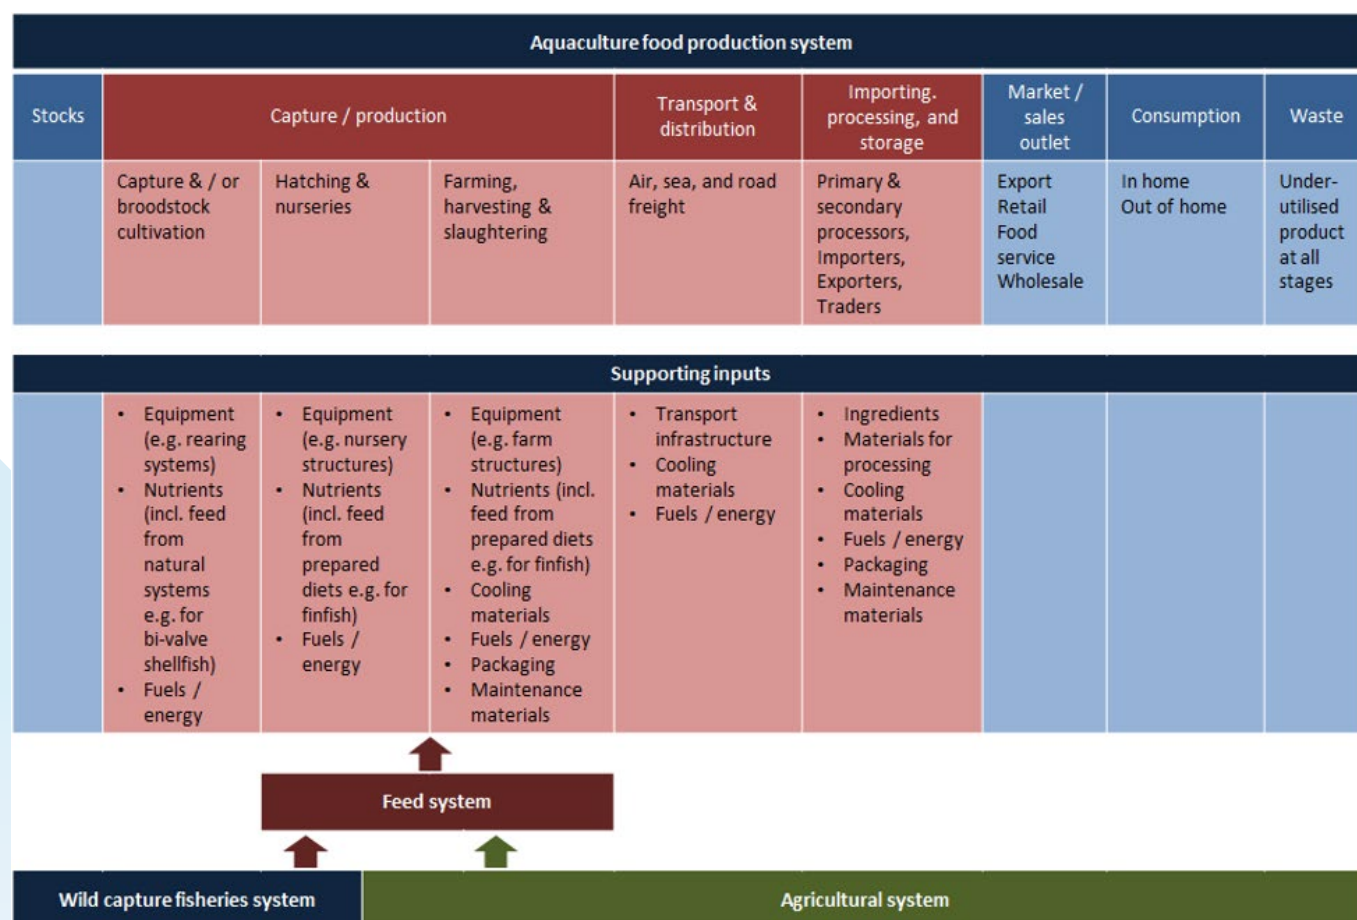 Aquaculture food production system
Stocks
Capture / production
Transport &
distribution
Importing.
processing, and
storage
Market /
sales
outlet
Consumption
Waste
Capture & / or
broodstock
cultivation
Hatching &
nurseries
Farming,
harvesting &
slaughtering
Air, sea, and road
freight
Primary &
secondary
processors,
Importers,
Exporters,
Traders
Export
Retail
Food
service
Wholesale
In home
Out of home
Under-
utilised
product
at all
stages
Supporting inputs
• Equipment
(e.g. rearing
systems)
• Nutrients
(incl. feed
from
natural
systems
e.g. for
bi-valve
shellfish)
• Fuels /
energy
• Equipment
(e.g. nursery
structures)
• Nutrients
(incl. feed
from
prepared
diets e.g. for
finfish)
• Fuels /
energy
• Equipment
(e.g. farm
structures)
• Nutrients (incl.
feed from
prepared diets
e.g. for finfish)
• Cooling
materials
• Fuels / energy
• Packaging
• Maintenance
materials
• Transport
infrastructure
• Cooling
materials
• Fuels / energy
• Ingredients
• Materials for
processing
• Cooling
materials
• Fuels / energy
• Packaging
• Maintenance
materials
Feed system
Wild capture fisheries system
Agricultural system